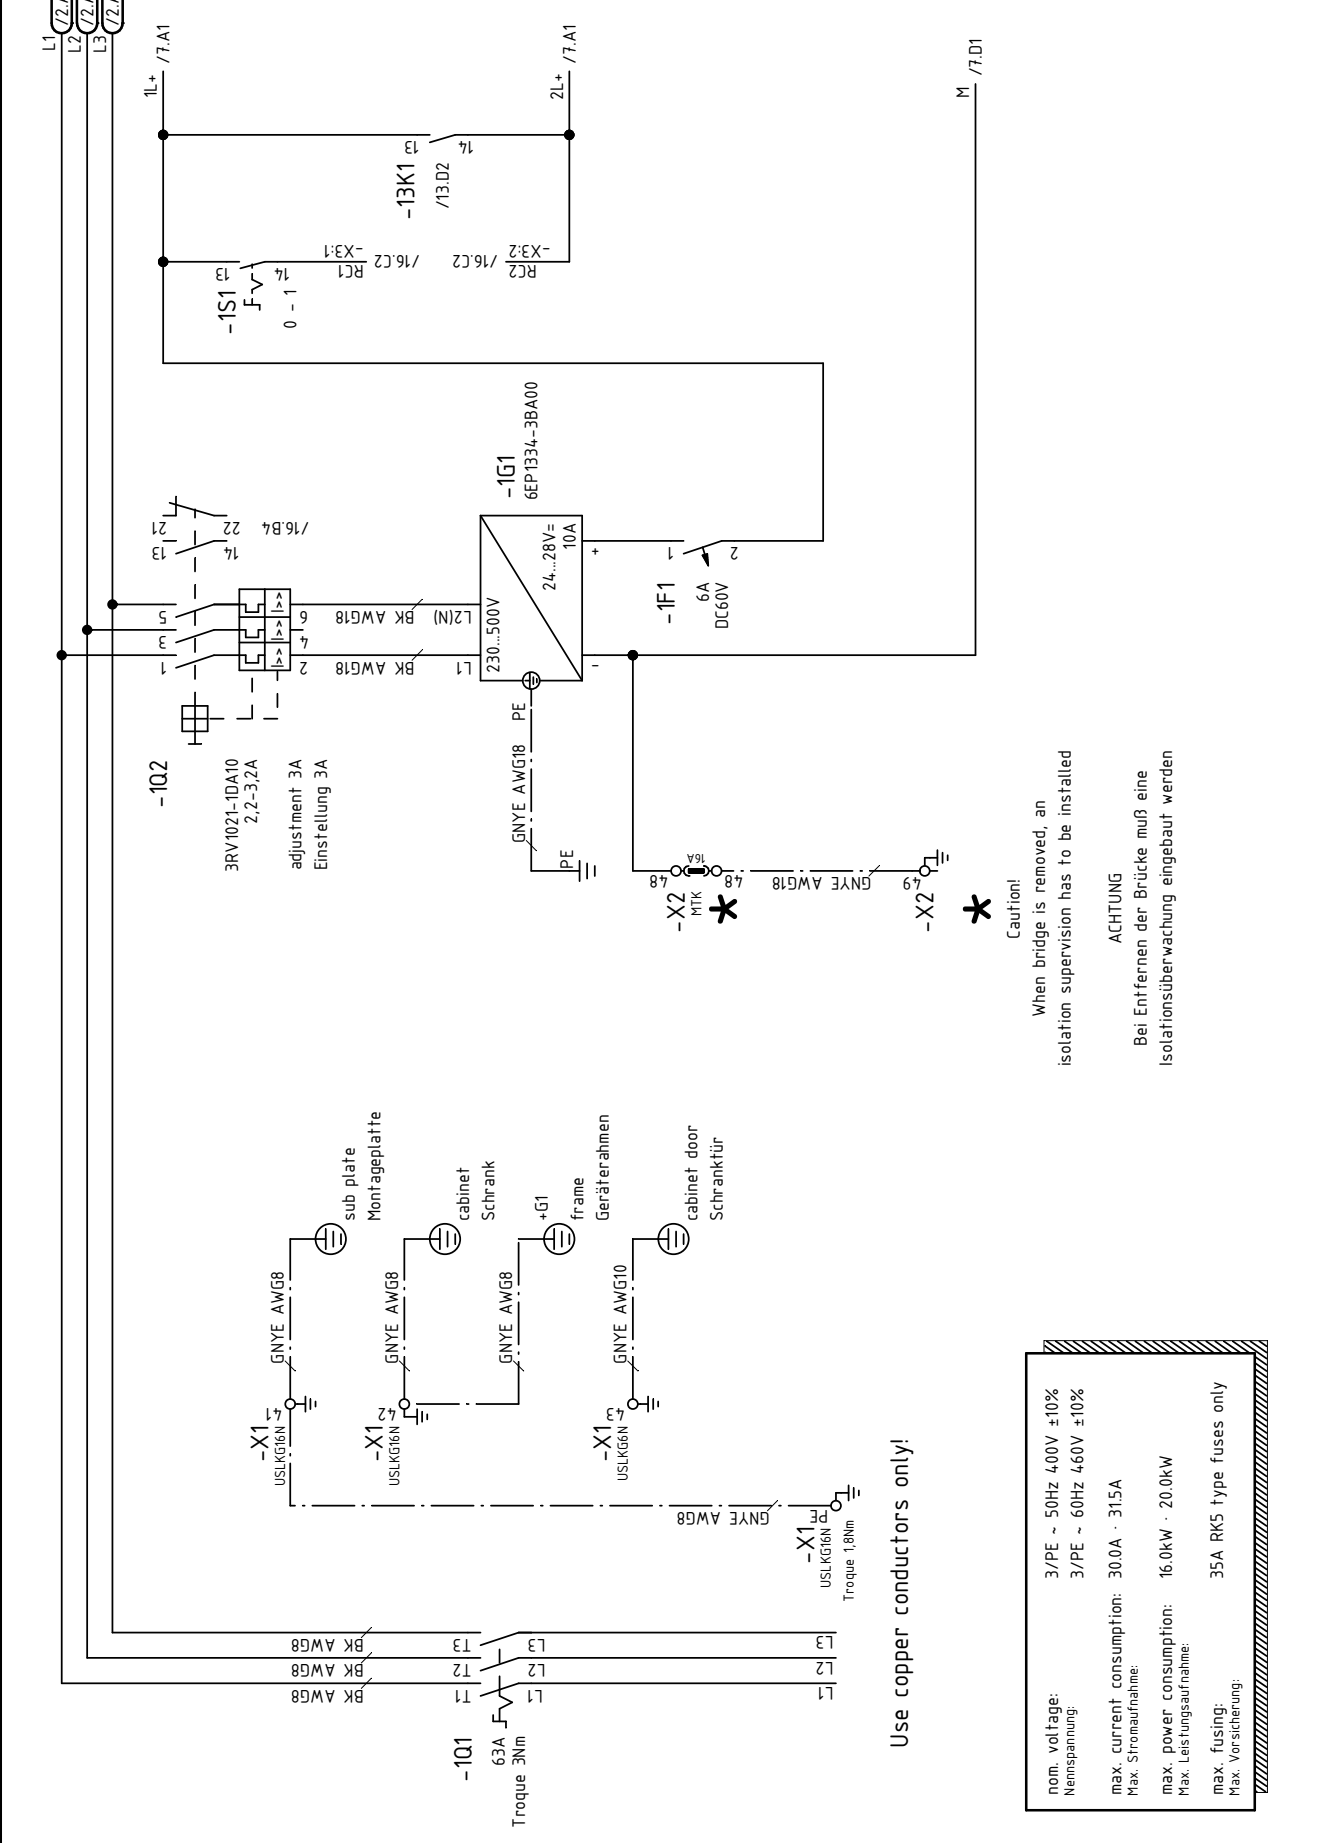 L1
L2
L3
/2.
/2.
/2.
1L+ /7.A1
2L+ /7.A1
M /7.D1
-13K1
/13.D2
13
14
-1S1
0 - 1
13
14
RC1
-X3:1
/16.C2
RC2
-X3:2
/16.C2
-1G1
6EP1334-3BA00
230...500V
24...28V=
10A
+
-
L1
L2(N)
PE
-1F1
6A
DC60V
1
2
-1Q2
3RV1021-1DA10
2,2-3,2A
adjustment 3A
Einstellung 3A
1
3
5
13
21
2
4
6
14
22
/16.B4
>>
>>
>>
BK AWG18
BK AWG18
GNYE AWG18
PE
-X2
MTK
48
48
16A
GNYE AWG18
-X2
49
Caution!
When bridge is removed, an
isolation supervision has to be installed
ACHTUNG
Bei Entfernen der Brücke muß eine
Isolationsüberwachung eingebaut werden
sub plate
Montageplatte
cabinet
Schrank
+G1
frame
Geräterahmen
cabinet door
Schranktür
GNYE AWG8
GNYE AWG8
GNYE AWG8
GNYE AWG10
-X1
USLKG16N
41
-X1
USLKG16N
42
-X1
USLKG6N
43
GNYE AWG8
-X1
USLKG16N
Troque 1,8Nm
PE
-1Q1
63A
Troque 3Nm
BK AWG8
BK AWG8
BK AWG8
T1
T2
T3
L1
L2
L3
L1
L2
L3
Use copper conductors only!
nom. voltage: 3/PE ~ 50Hz 400V ±10%
Nennspannung: 3/PE ~ 60Hz 460V ±10%
max. current consumption: 30.0A · 31.5A
Max. Stromaufnahme:
max. power consumption: 16.0kW · 20.0kW
Max. Leistungsaufnahme:
max. fusing: 35A RK5 type fuses only
Max. Vorsicherung: